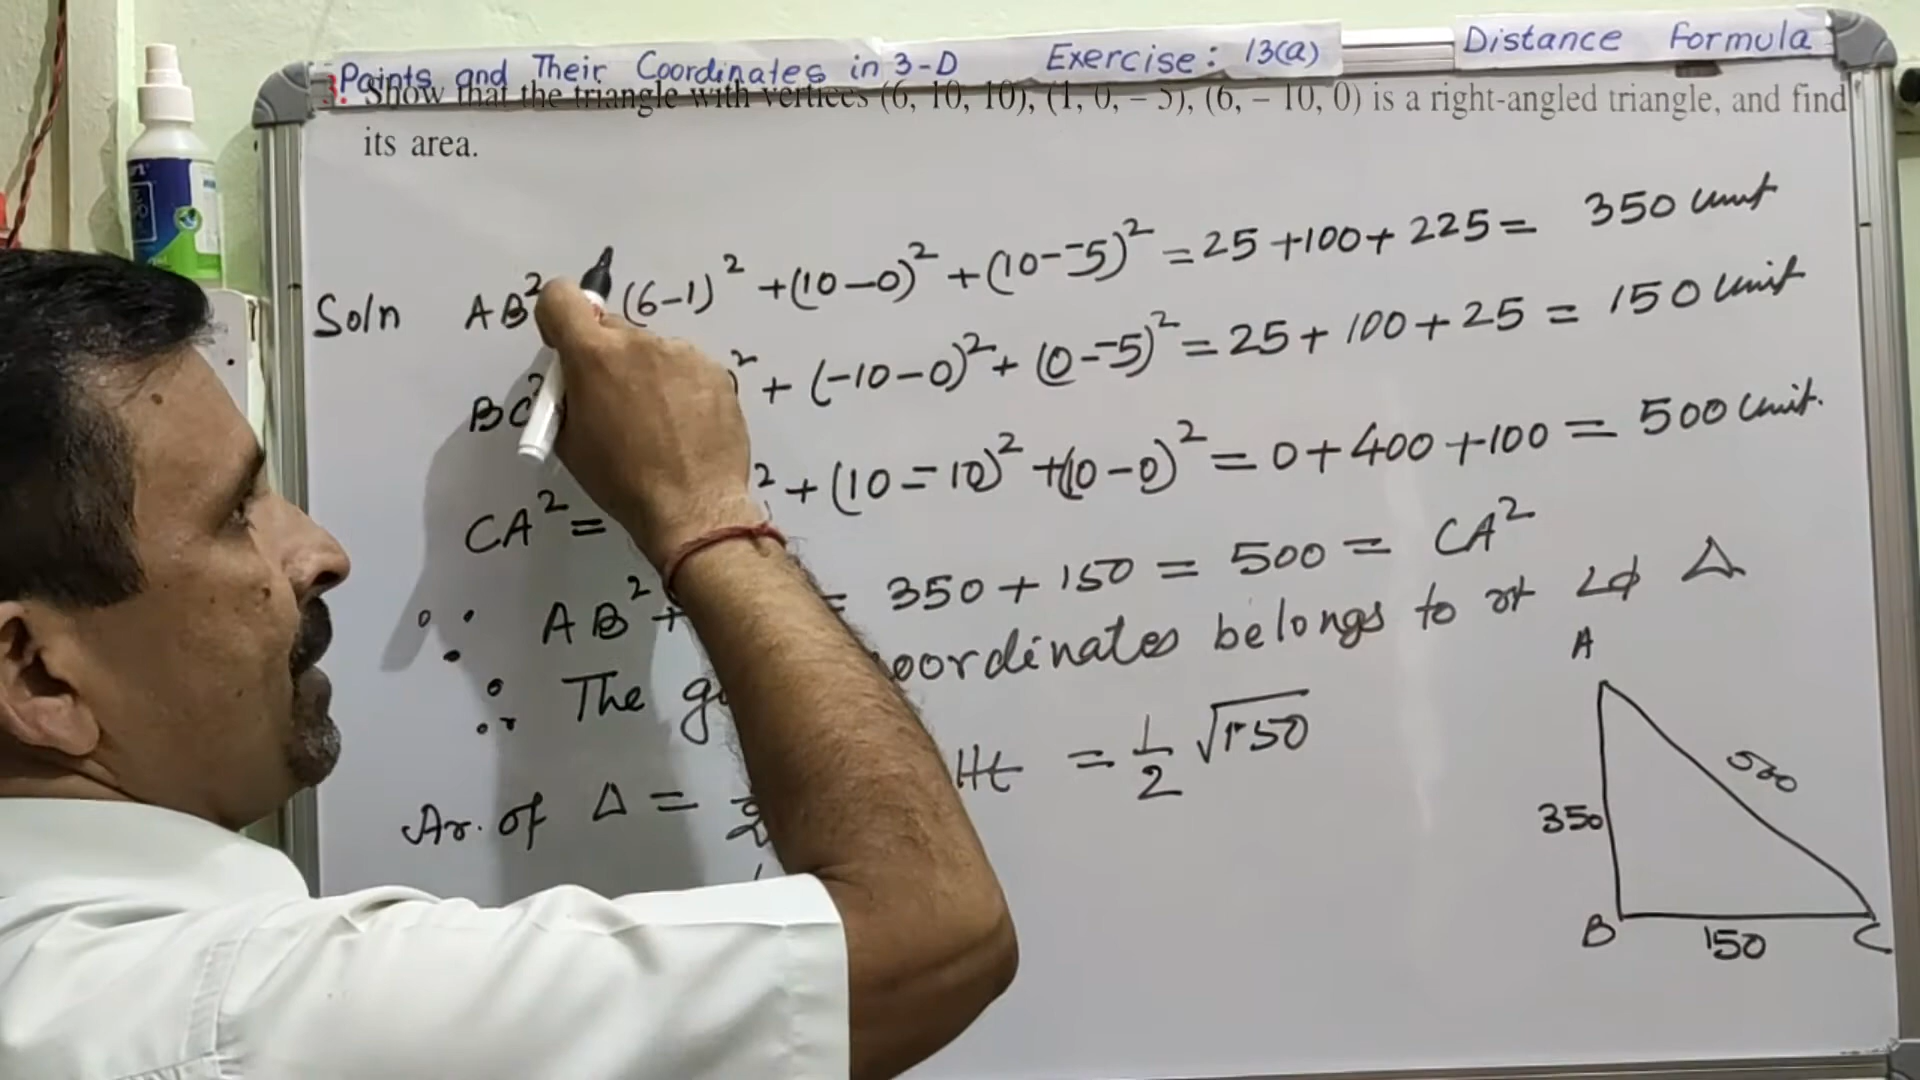 Points and Their Coordinates in 3-D Exercise: 13(a) Distance Formula
3. Show that the triangle with vertices (6, 10, 10), (1, 0, – 5), (6, – 10, 0) is a right-angled triangle, and find
its area.
Soln AB² (6-1)² + (10-0)² + (10--5)² = 25 + 100 + 225 = 350 unit
BC² ² + (-10-0)² + (0--5)² = 25 + 100 + 25 = 150 unit
CA² = ² + (10--10)² + (10-0)² = 0 + 400 + 100 = 500 unit.
∴ AB² + = 350 + 150 = 500 = CA²
∴ The coordinates belongs to rt ∠d Δ
Ar. of Δ = Ht = 1/2 √150
A
350
500
B
150
C